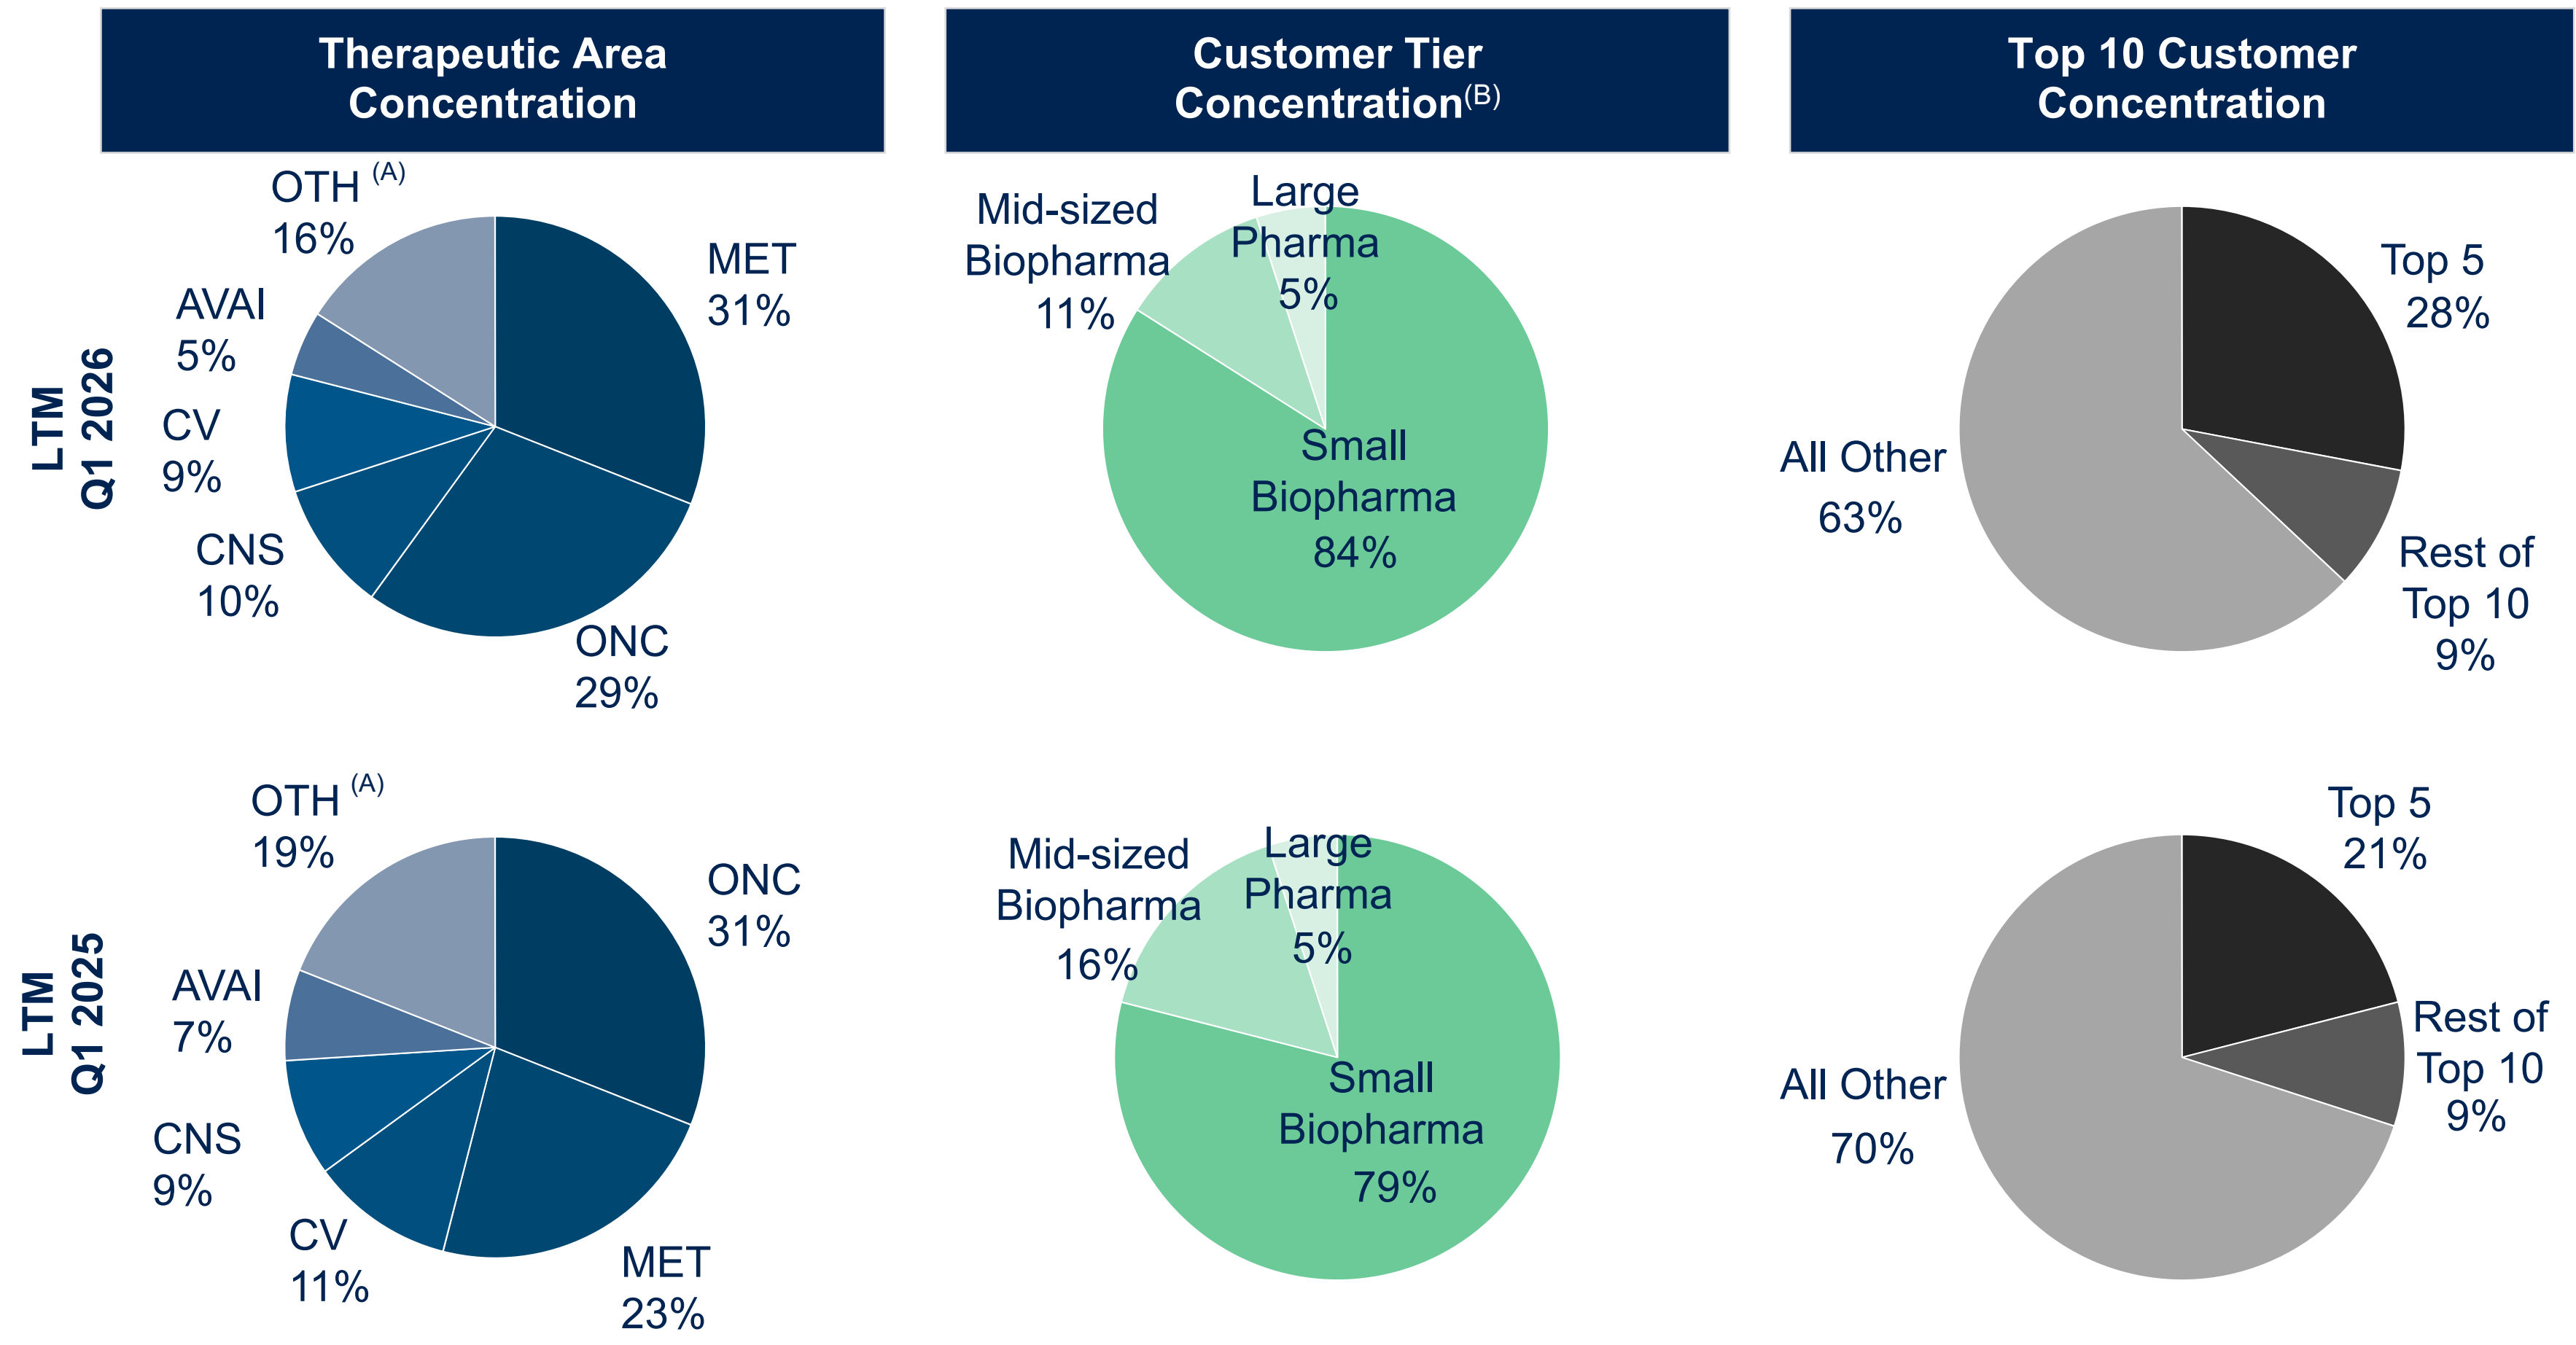 Therapeutic Area
Concentration
Customer Tier
Concentration(B)
Top 10 Customer
Concentration
LTM
Q1 2026
OTH (A)
16%
MET
31%
AVAI
5%
CV
9%
CNS
10%
ONC
29%
Mid-sized
Biopharma
11%
Large
Pharma
5%
Small
Biopharma
84%
Top 5
28%
All Other
63%
Rest of
Top 10
9%
LTM
Q1 2025
OTH (A)
19%
ONC
31%
AVAI
7%
CNS
9%
CV
11%
MET
23%
Mid-sized
Biopharma
16%
Large
Pharma
5%
Small
Biopharma
79%
Top 5
21%
Rest of
Top 10
9%
All Other
70%